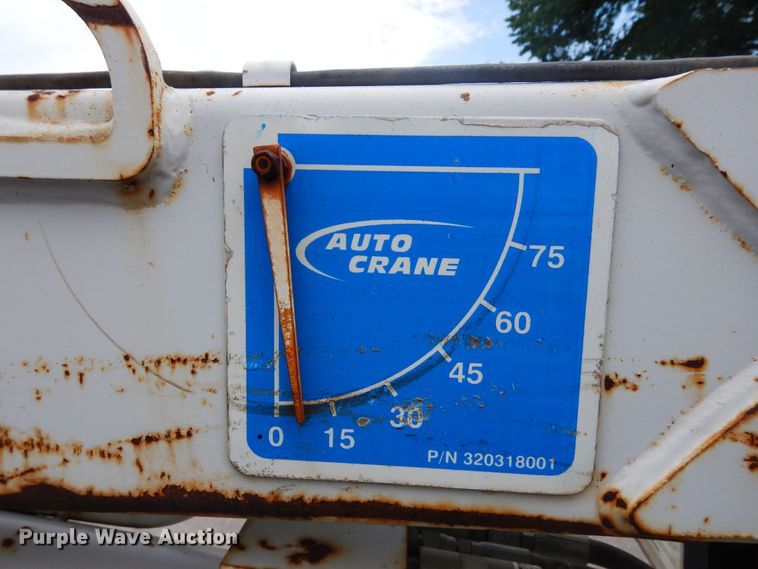 AUTO
CRANE
75
60
45
30
15
0
P/N 320318001
Purple Wave Auction